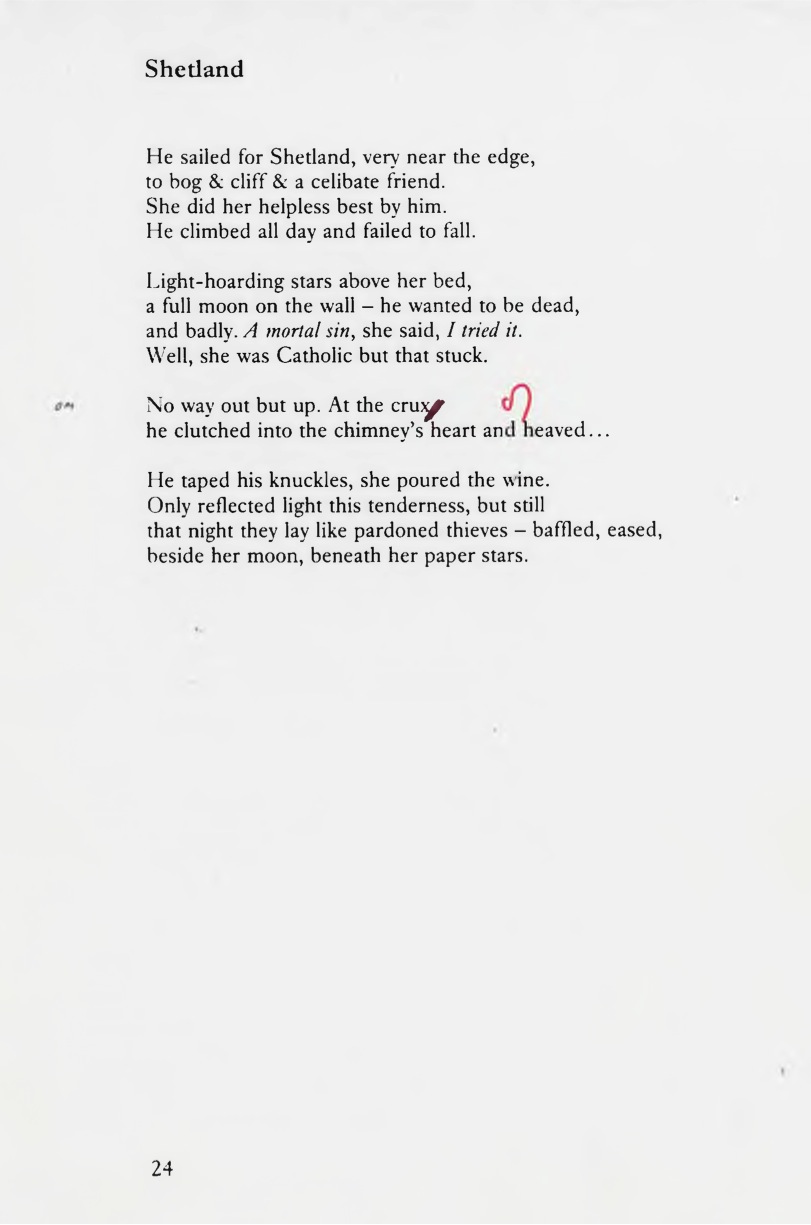 Shetland

He sailed for Shetland, very near the edge,
to bog & cliff & a celibate friend.
She did her helpless best by him.
He climbed all day and failed to fall.

Light-hoarding stars above her bed,
a full moon on the wall – he wanted to be dead,
and badly. A mortal sin, she said, I tried it.
Well, she was Catholic but that stuck.

No way out but up. At the crux
he clutched into the chimney's heart and heaved...

He taped his knuckles, she poured the wine.
Only reflected light this tenderness, but still
that night they lay like pardoned thieves – baffled, eased,
beside her moon, beneath her paper stars.

24